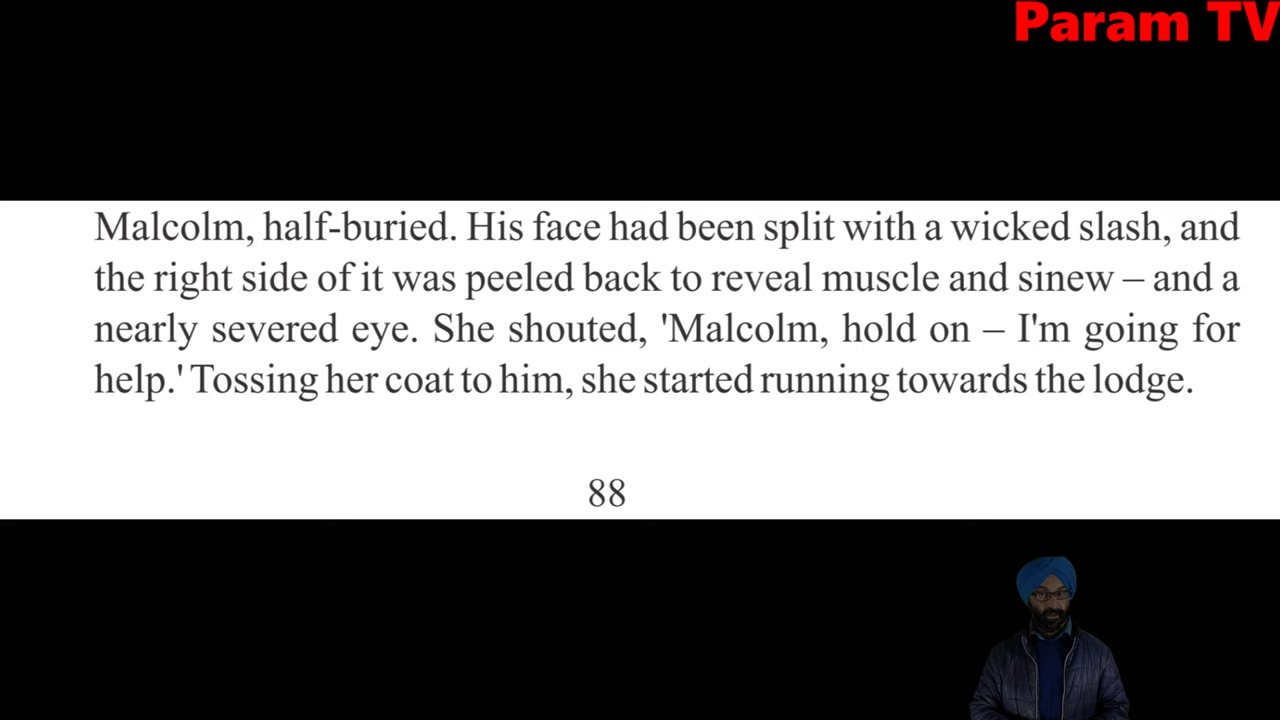 Param TV
Malcolm, half-buried. His face had been split with a wicked slash, and
the right side of it was peeled back to reveal muscle and sinew – and a
nearly severed eye. She shouted, 'Malcolm, hold on – I'm going for
help.' Tossing her coat to him, she started running towards the lodge.
88